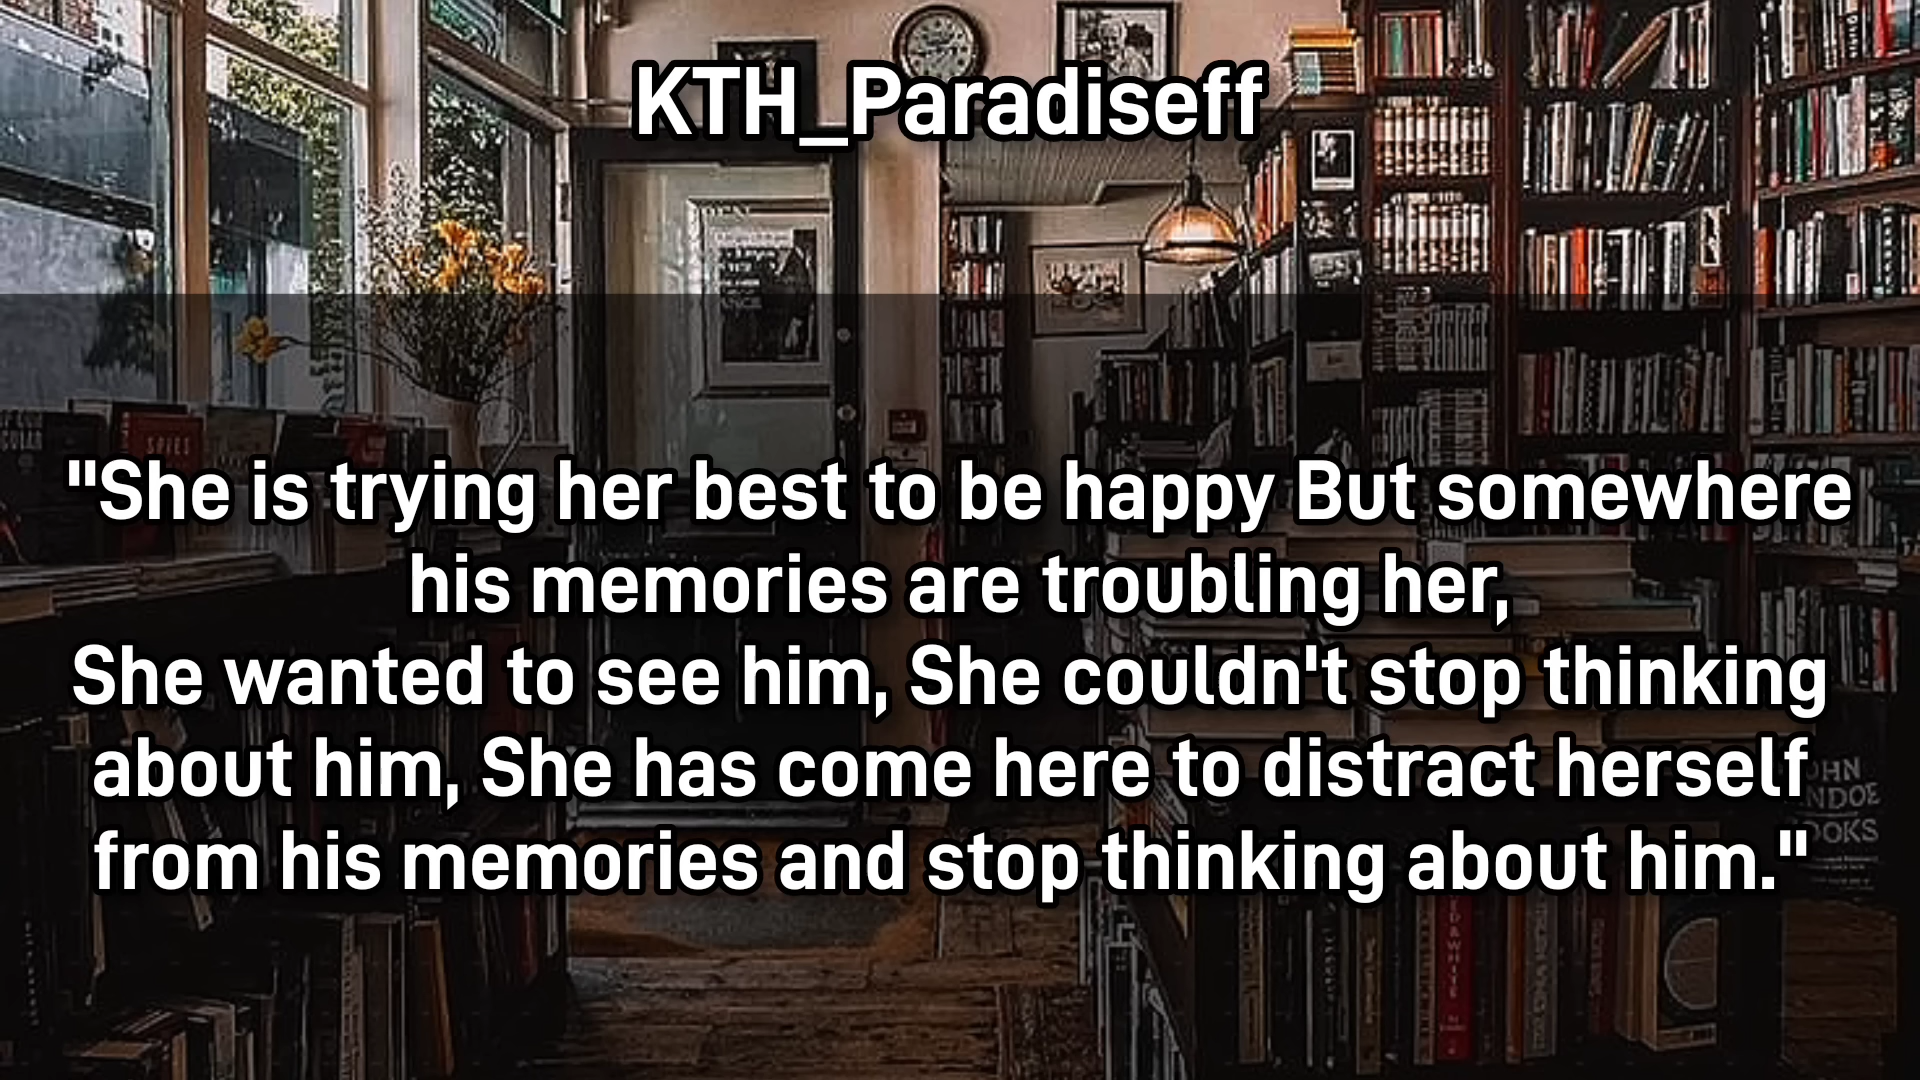 KTH_Paradiseff
"She is trying her best to be happy But somewhere
his memories are troubling her,
She wanted to see him, She couldn't stop thinking
about him, She has come here to distract herself
from his memories and stop thinking about him."